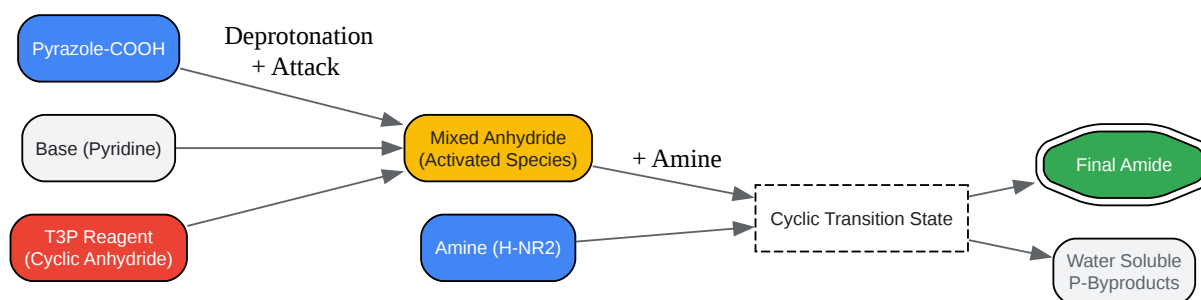 Pyrazole-COOH
Deprotonation
+ Attack
Base (Pyridine)
T3P Reagent
(Cyclic Anhydride)
Mixed Anhydride
(Activated Species)
+ Amine
Amine (H-NR2)
Cyclic Transition State
Final Amide
Water Soluble
P-Byproducts